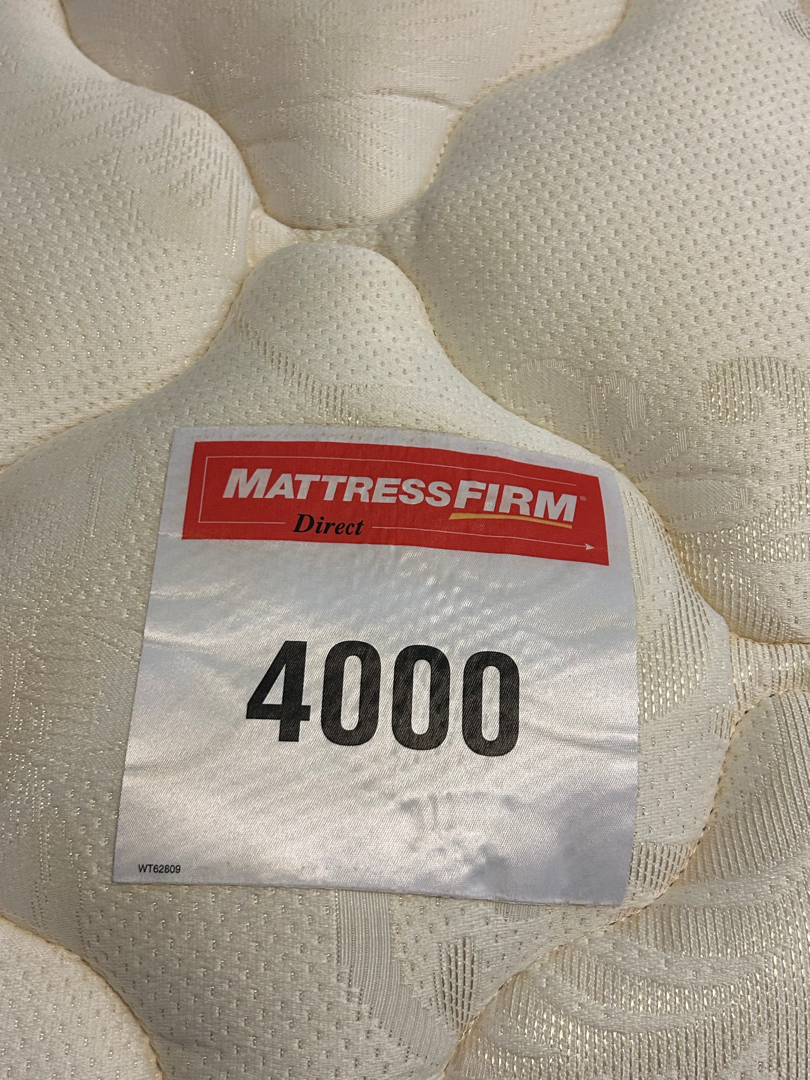 MATTRESSFIRM®
Direct
4000
WT62809